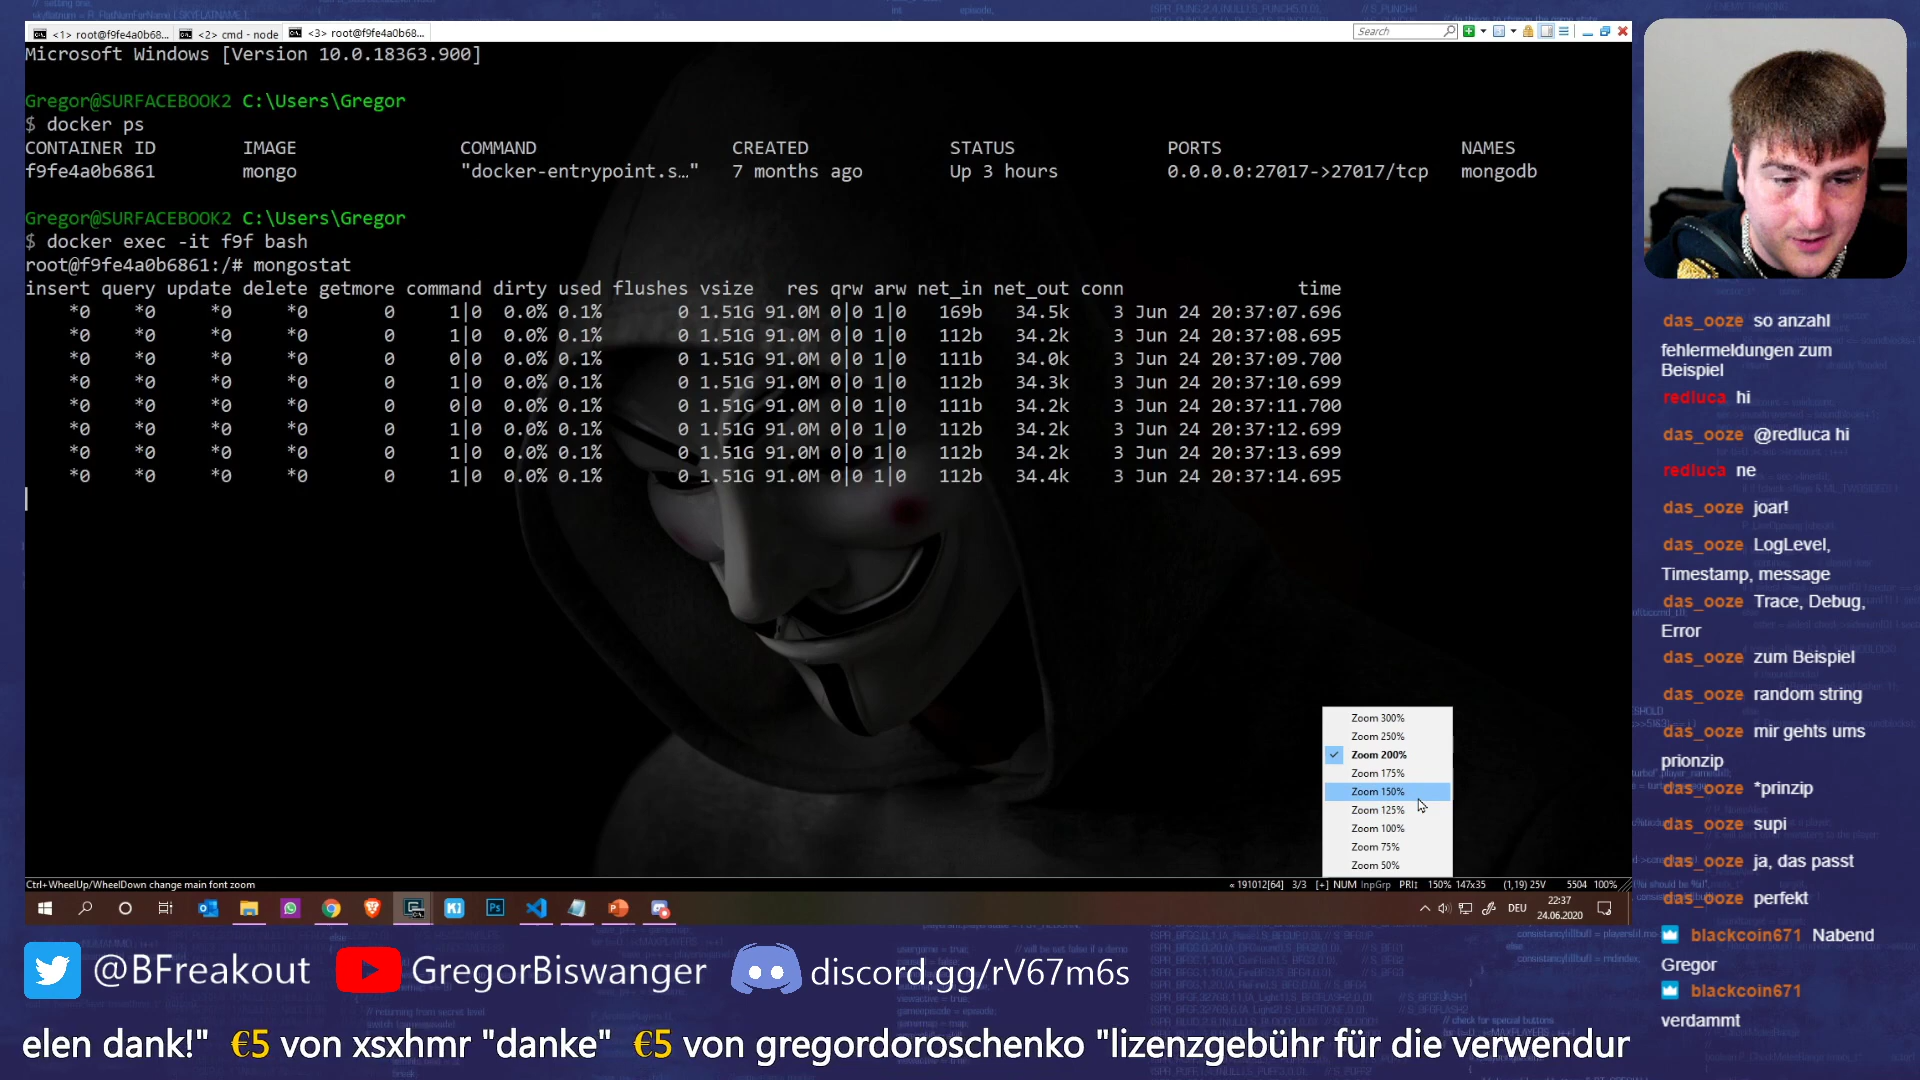 <1> root@f9fe4a0b68...
<2> cmd - node
<3> root@f9fe4a0b68...
Search
Microsoft Windows [Version 10.0.18363.900]
Gregor@SURFACEBOOK2 C:\Users\Gregor
$ docker ps
CONTAINER ID IMAGE COMMAND CREATED STATUS PORTS NAMES
f9fe4a0b6861 mongo "docker-entrypoint.s…" 7 months ago Up 3 hours 0.0.0.0:27017->27017/tcp mongodb
Gregor@SURFACEBOOK2 C:\Users\Gregor
$ docker exec -it f9f bash
root@f9fe4a0b6861:/# mongostat
insert query update delete getmore command dirty used flushes vsize res qrw arw net_in net_out conn time
*0 *0 *0 *0 0 1|0 0.0% 0.1% 0 1.51G 91.0M 0|0 1|0 169b 34.5k 3 Jun 24 20:37:07.696
*0 *0 *0 *0 0 1|0 0.0% 0.1% 0 1.51G 91.0M 0|0 1|0 112b 34.2k 3 Jun 24 20:37:08.695
*0 *0 *0 *0 0 0|0 0.0% 0.1% 0 1.51G 91.0M 0|0 1|0 111b 34.0k 3 Jun 24 20:37:09.700
*0 *0 *0 *0 0 1|0 0.0% 0.1% 0 1.51G 91.0M 0|0 1|0 112b 34.3k 3 Jun 24 20:37:10.699
*0 *0 *0 *0 0 0|0 0.0% 0.1% 0 1.51G 91.0M 0|0 1|0 111b 34.2k 3 Jun 24 20:37:11.700
*0 *0 *0 *0 0 1|0 0.0% 0.1% 0 1.51G 91.0M 0|0 1|0 112b 34.2k 3 Jun 24 20:37:12.699
*0 *0 *0 *0 0 1|0 0.0% 0.1% 0 1.51G 91.0M 0|0 1|0 112b 34.2k 3 Jun 24 20:37:13.699
*0 *0 *0 *0 0 1|0 0.0% 0.1% 0 1.51G 91.0M 0|0 1|0 112b 34.4k 3 Jun 24 20:37:14.695
Zoom 300%
Zoom 250%
Zoom 200%
Zoom 175%
Zoom 150%
Zoom 125%
Zoom 100%
Zoom 75%
Zoom 50%
Ctrl+WheelUp/WheelDown change main font zoom
« 191012[64] 3/3 [+] NUM InpGrp PRI↕ 150% 147x35 (1,19) 25V 5504 100%
DEU
22:37
24.06.2020
das_ooze so anzahl
fehlermeldungen zum
Beispiel
redluca hi
das_ooze @redluca hi
redluca ne
das_ooze joar!
das_ooze LogLevel,
Timestamp, message
das_ooze Trace, Debug,
Error
das_ooze zum Beispiel
das_ooze random string
das_ooze mir gehts ums
prionzip
das_ooze *prinzip
das_ooze supi
das_ooze ja, das passt
das_ooze perfekt
blackcoin671 Nabend
Gregor
blackcoin671
verdammt
@BFreakout
GregorBiswanger
discord.gg/rV67m6s
elen dank!" €5 von xsxhmr "danke" €5 von gregordoroschenko "lizenzgebühr für die verwendur